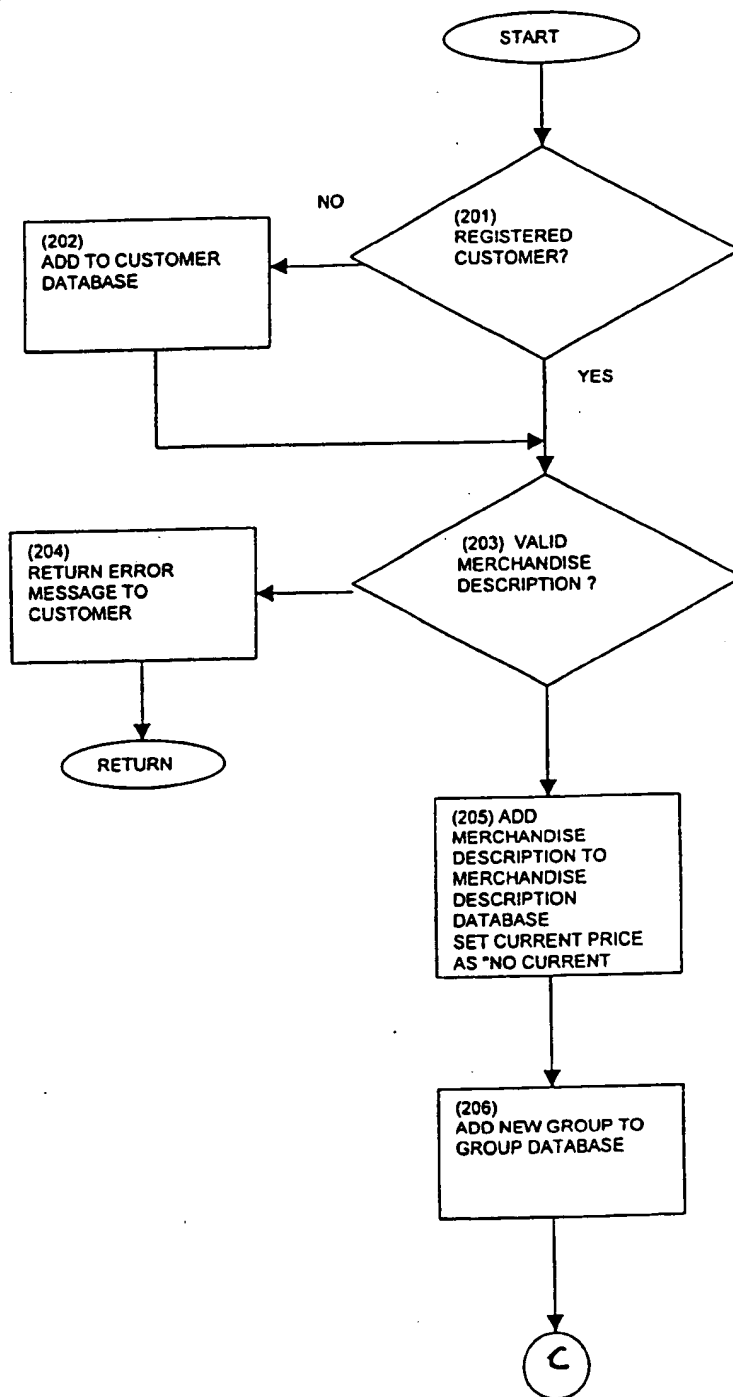 START
NO
(201)
REGISTERED
CUSTOMER?
(202)
ADD TO CUSTOMER
DATABASE
YES
(203) VALID
MERCHANDISE
DESCRIPTION ?
(204)
RETURN ERROR
MESSAGE TO
CUSTOMER
RETURN
(205) ADD
MERCHANDISE
DESCRIPTION TO
MERCHANDISE
DESCRIPTION
DATABASE
SET CURRENT PRICE
AS "NO CURRENT
(206)
ADD NEW GROUP TO
GROUP DATABASE
C